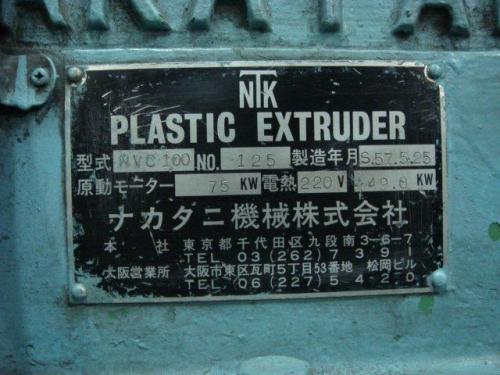 NTK
PLASTIC EXTRUDER
型式 NVC-100 NO. 125 製造年月 S.57.5.25
原動モーター 75 KW 電熱 220 V 49.8 KW
ナカタニ機械株式会社
本社 東京都千代田区九段南3-6-7
TEL 03 (262) 739
大阪営業所 大阪市東区瓦町5丁目53番地 松岡ビル
TEL 06 (227) 5420